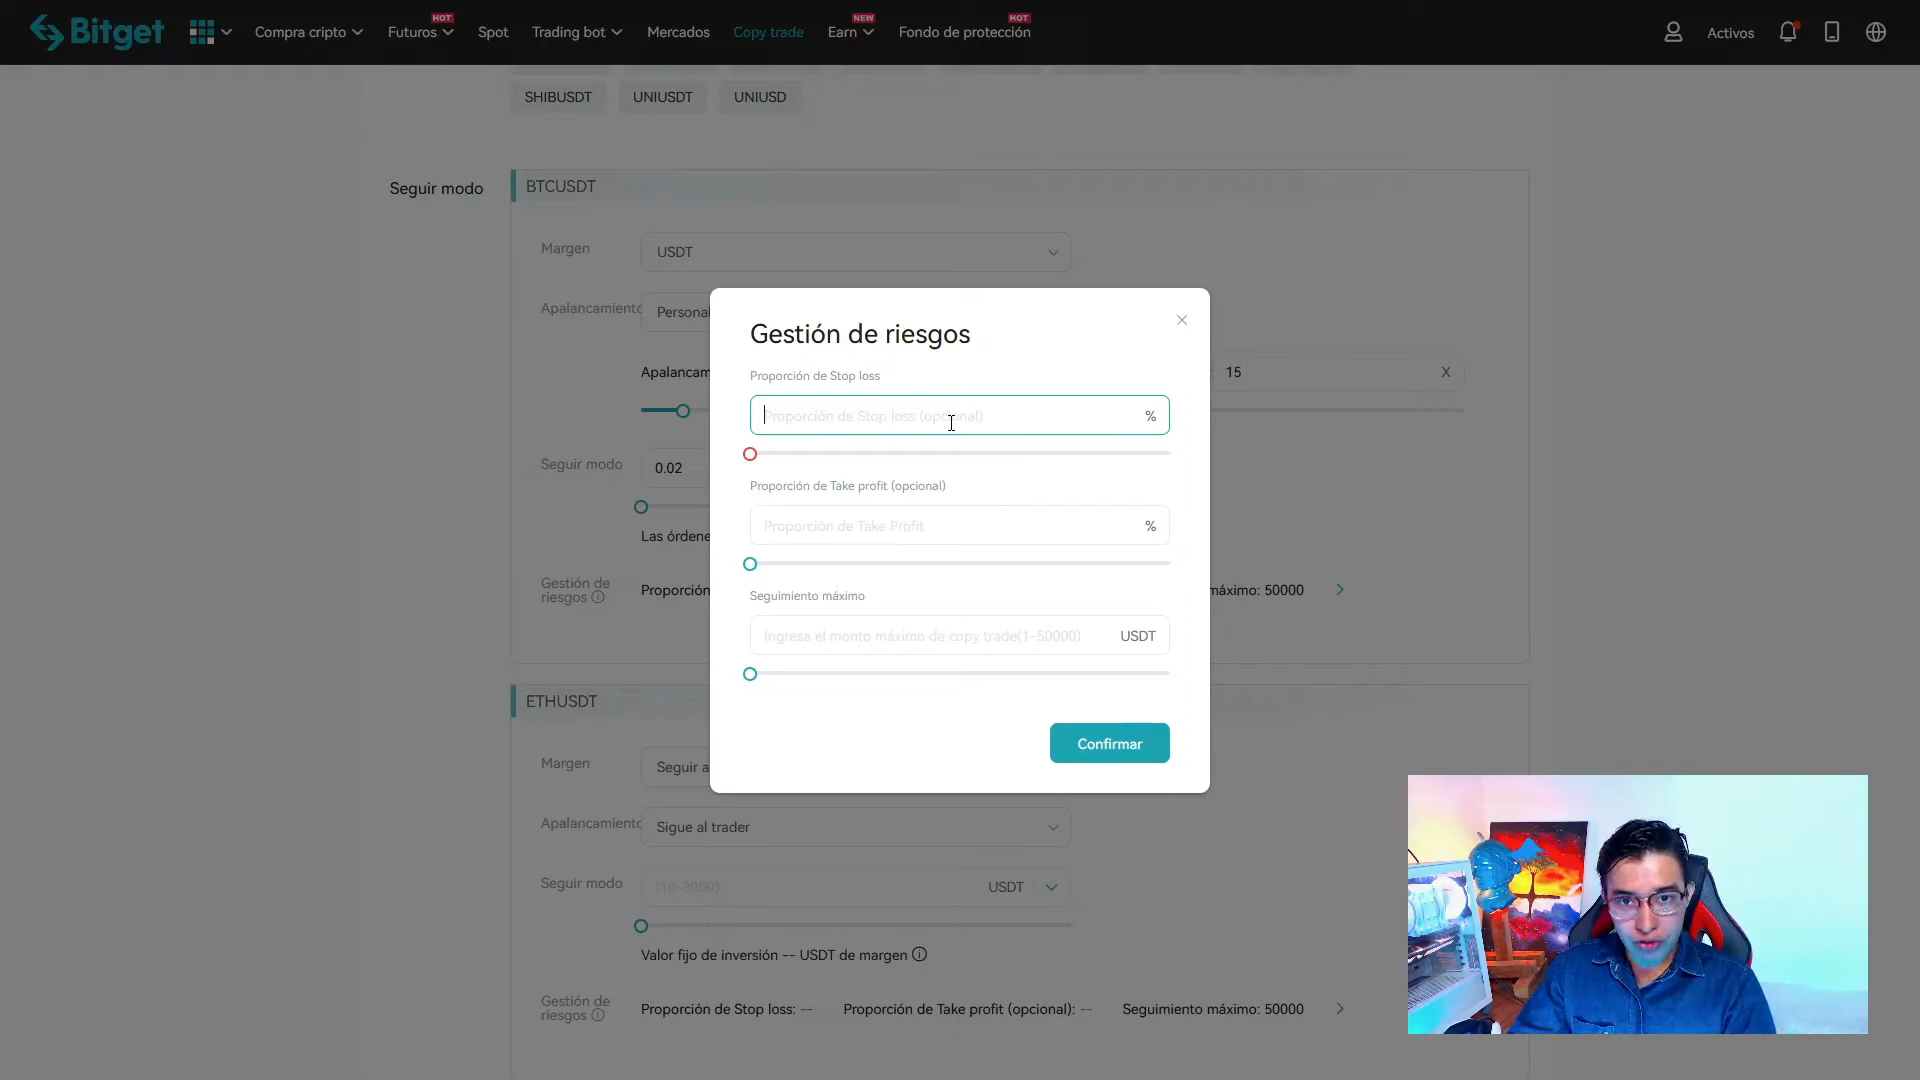 Bitget
Compra cripto
Futuros
HOT
Spot
Trading bot
Mercados
Copy trade
Earn
NEW
Fondo de protección
HOT
Activos
SHIBUSDT
UNIUSDT
UNIUSD
Seguir modo
BTCUSDT
Margen
USDT
Apalancamiento
Personal
Apalancam
15
X
Seguir modo
0.02
Las órdene
Gestión de
riesgos
Proporción
máximo: 50000
Gestión de riesgos
Proporción de Stop loss
Proporción de Stop loss (opcional)
%
Proporción de Take profit (opcional)
Proporción de Take Profit
%
Seguimiento máximo
Ingresa el monto máximo de copy trade(1-50000)
USDT
Confirmar
ETHUSDT
Margen
Seguir a
Apalancamiento
Sigue al trader
Seguir modo
USDT
Valor fijo de inversión -- USDT de margen
Gestión de
riesgos
Proporción de Stop loss: --
Proporción de Take profit (opcional): --
Seguimiento máximo: 50000